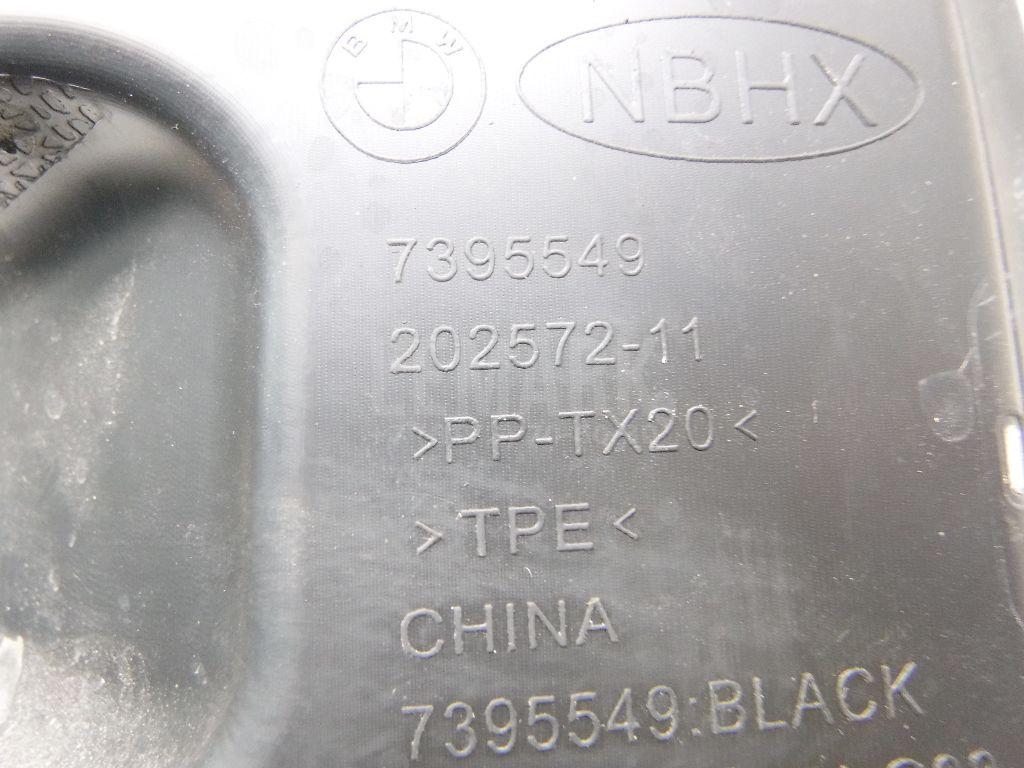 BMW
NBHX
7395549
202572-11
>PP-TX20<
>TPE<
CHINA
7395549:BLACK